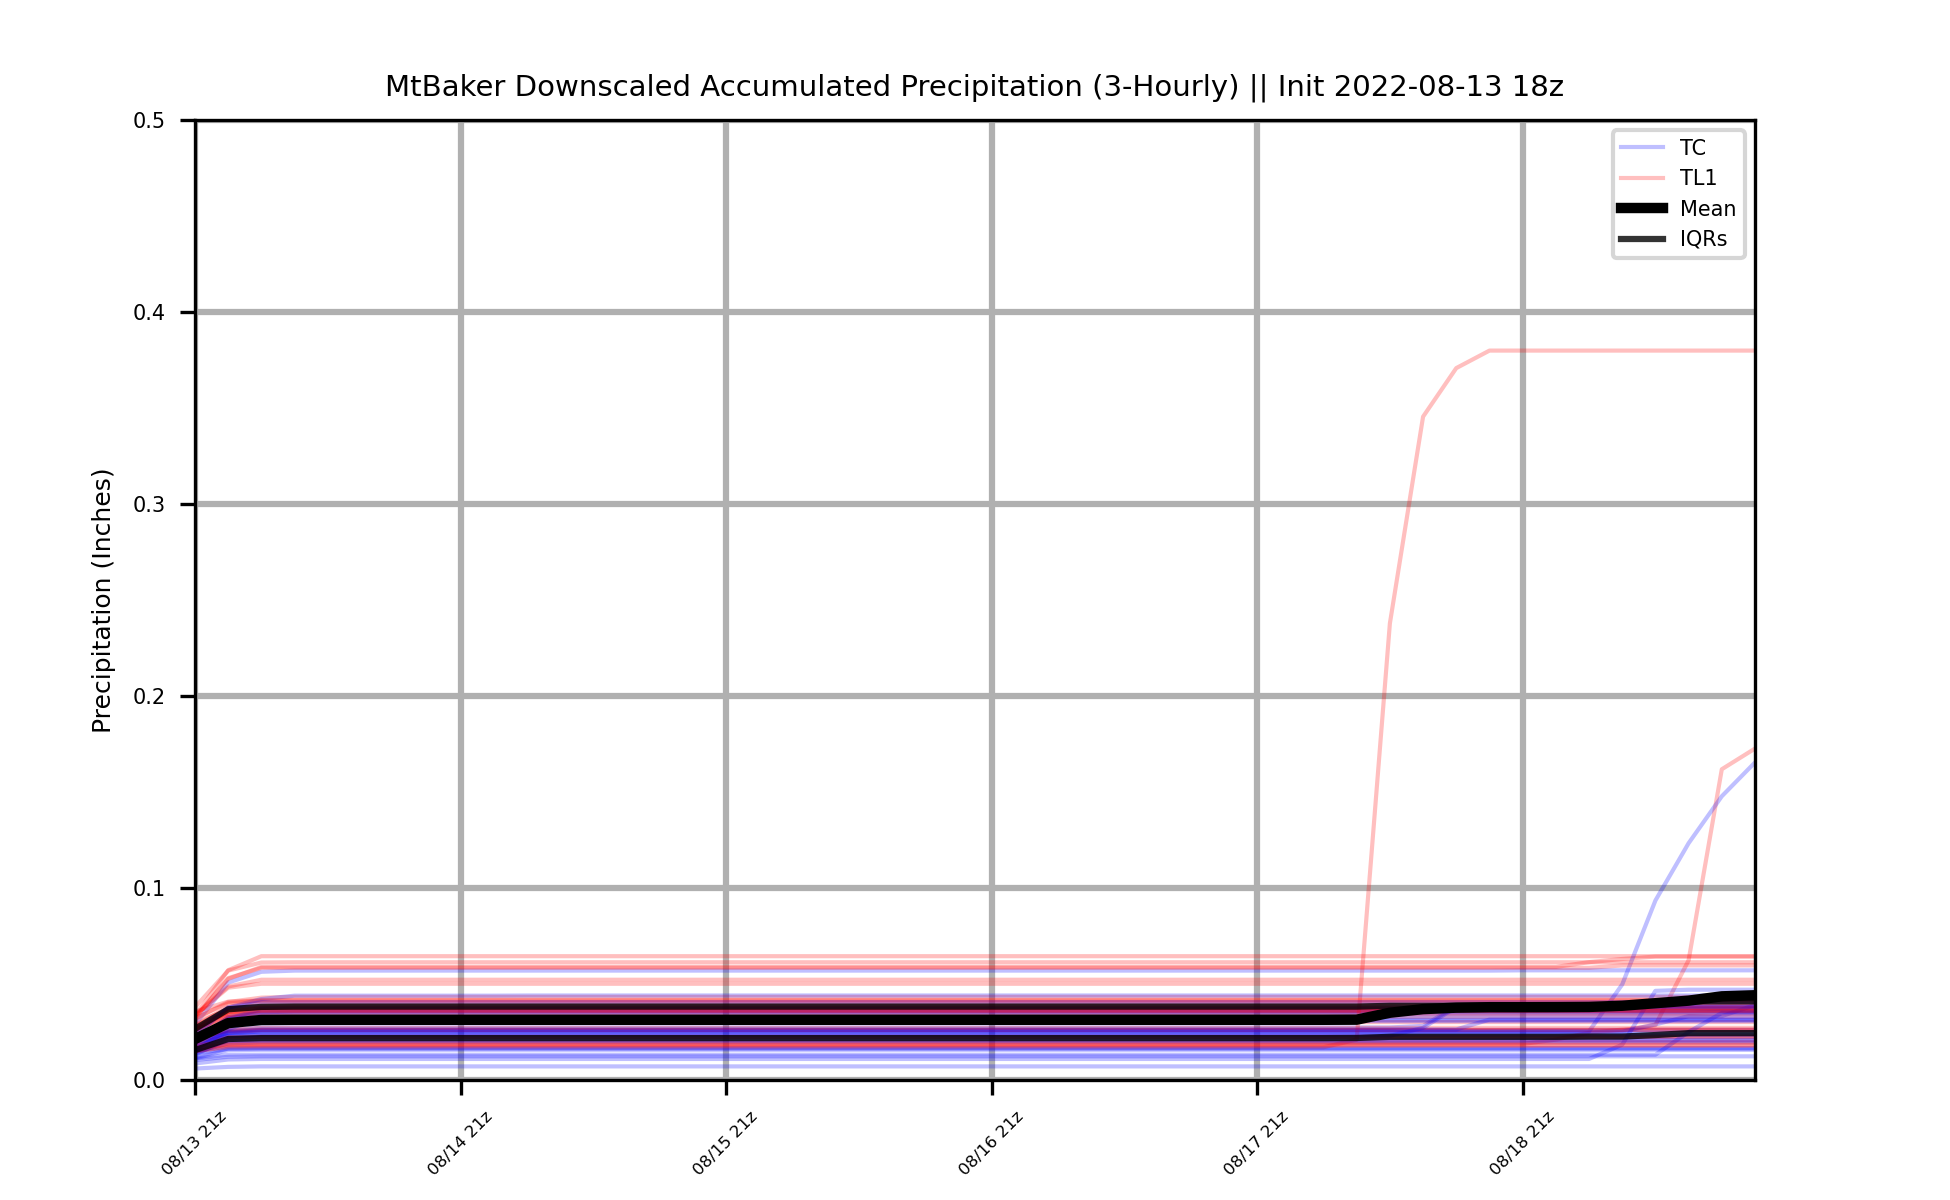 MtBaker Downscaled Accumulated Precipitation (3-Hourly) || Init 2022-08-13 18z
TC
TL1
Mean
IQRs
Precipitation (Inches)
0.5
0.4
0.3
0.2
0.1
0.0
08/13 21z
08/14 21z
08/15 21z
08/16 21z
08/17 21z
08/18 21z